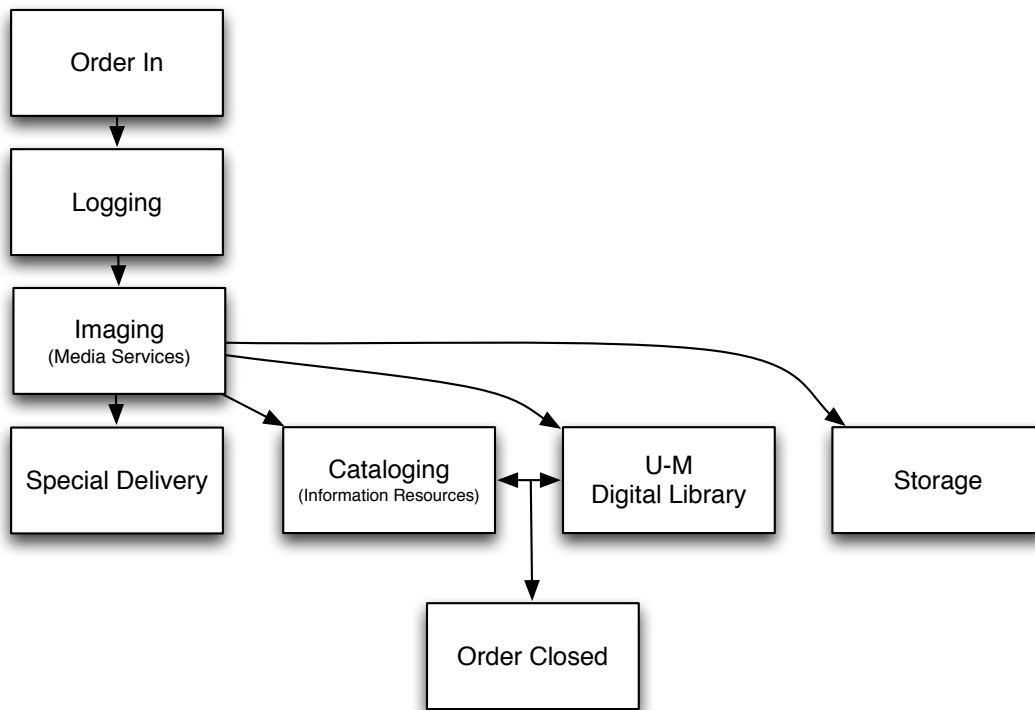 Order In
Logging
Imaging
(Media Services)
Special Delivery
Cataloging
(Information Resources)
U-M
Digital Library
Storage
Order Closed